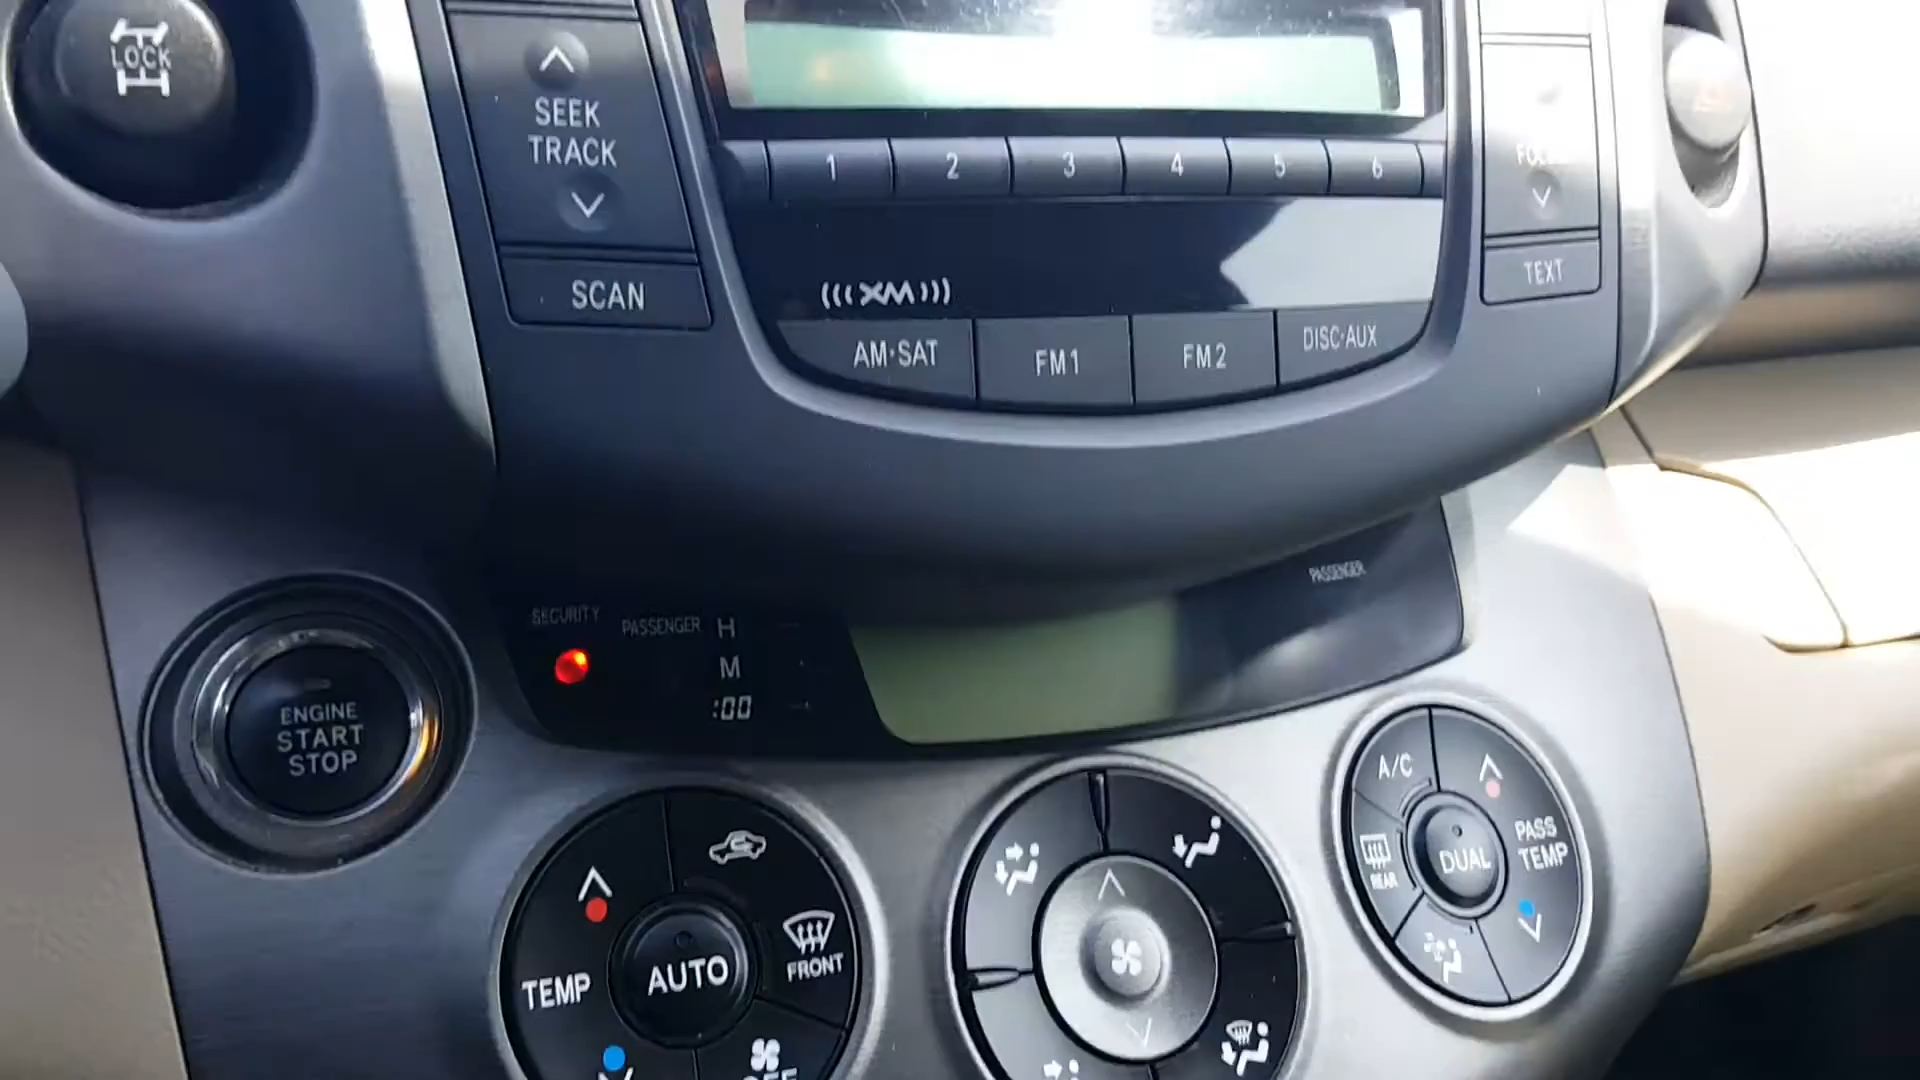 LOCK
SEEK
TRACK
SCAN
1 2 3 4 5 6
XM
AM·SAT
FM1
FM2
DISC·AUX
TEXT
ENGINE
START
STOP
SECURITY
PASSENGER
H
M
:00
PASSENGER
TEMP
AUTO
FRONT
A/C
REAR
DUAL
PASS
TEMP